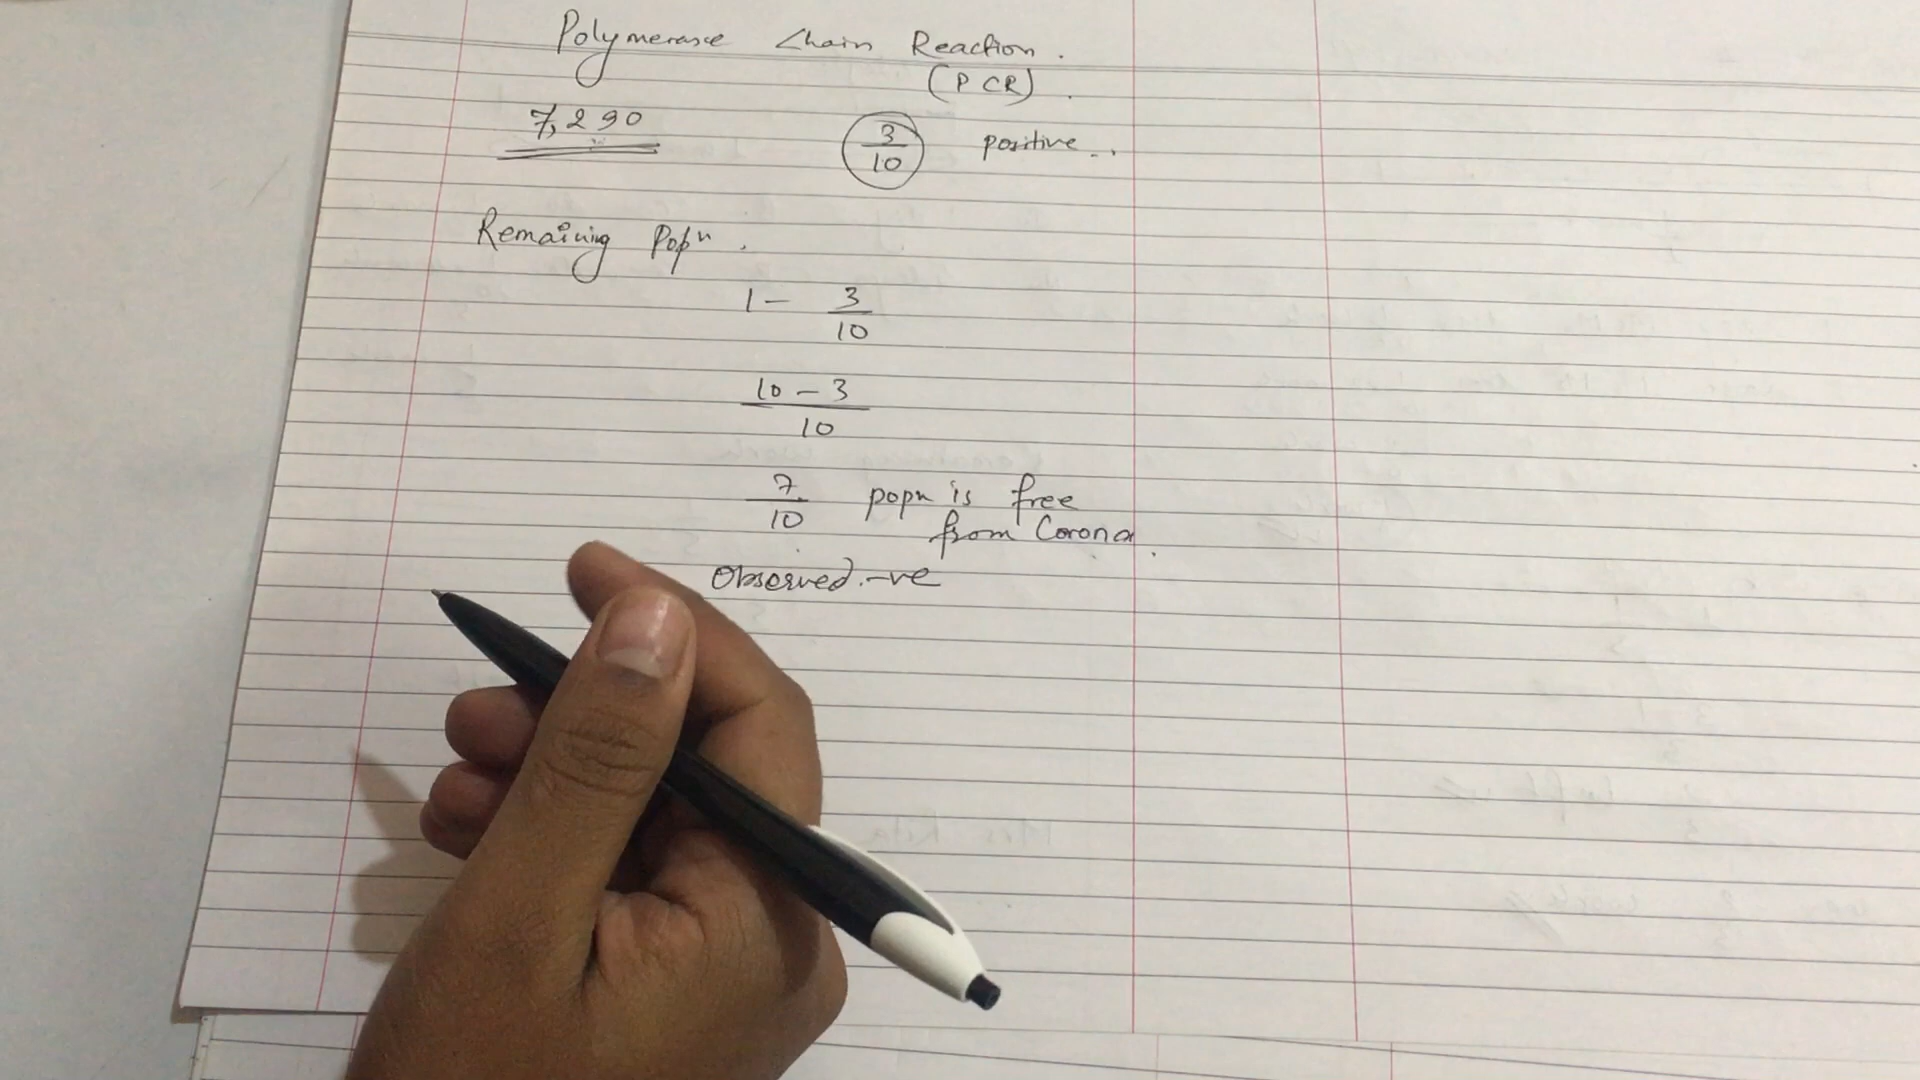 Polymerase Chain Reaction.
(PCR).
7,290
3/10 positive..
Remaining Popn.
1 - 3/10
10 - 3
10
7/10 popn is free
from Corona.
Observed. -ve